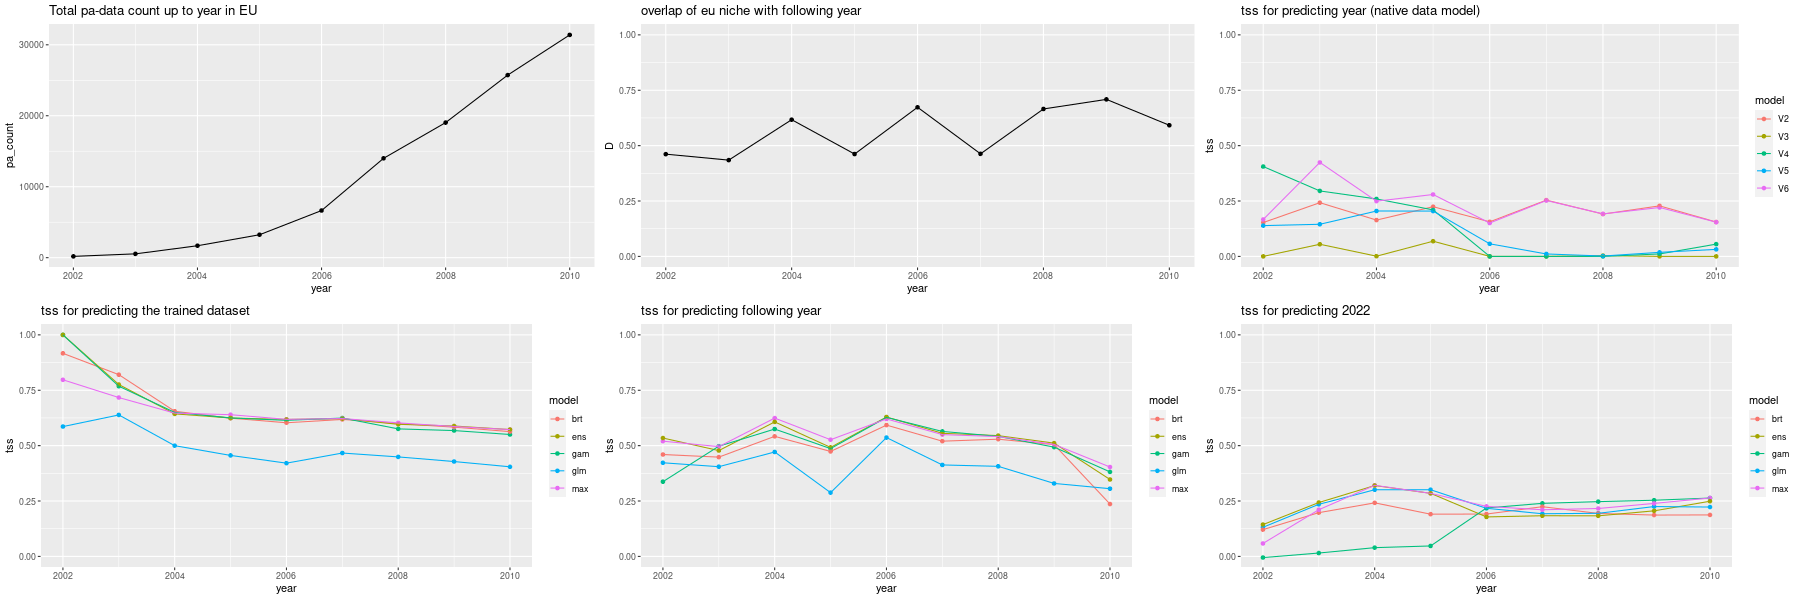 Total pa-data count up to year in EU
30000
20000
10000
0
pa_count
2002
2004
2006
2008
2010
year
overlap of eu niche with following year
1.00
0.75
0.50
0.25
0.00
D
2002
2004
2006
2008
2010
year
tss for predicting year (native data model)
1.00
0.75
0.50
0.25
0.00
tss
2002
2004
2006
2008
2010
year
model
V2
V3
V4
V5
V6
tss for predicting the trained dataset
1.00
0.75
0.50
0.25
0.00
tss
2002
2004
2006
2008
2010
year
model
brt
ens
gam
glm
max
tss for predicting following year
1.00
0.75
0.50
0.25
0.00
tss
2002
2004
2006
2008
2010
year
model
brt
ens
gam
glm
max
tss for predicting 2022
1.00
0.75
0.50
0.25
0.00
tss
2002
2004
2006
2008
2010
year
model
brt
ens
gam
glm
max